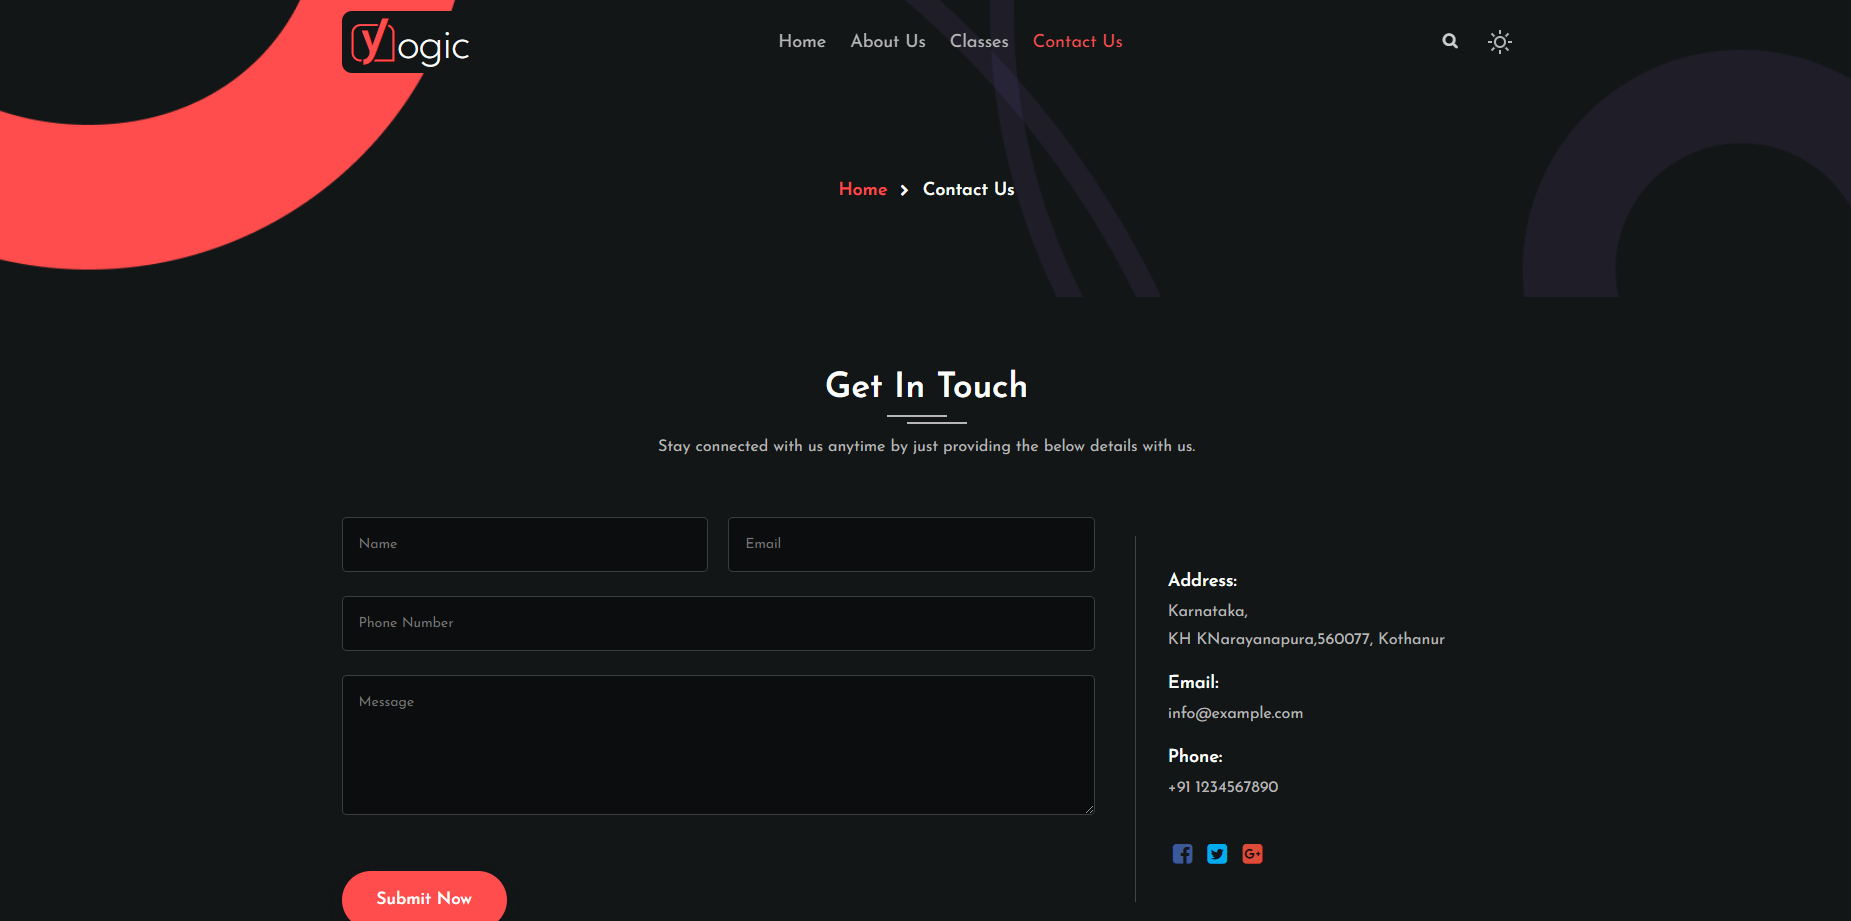 ylogic
Home About Us Classes Contact Us
Home > Contact Us
Get In Touch
Stay connected with us anytime by just providing the below details with us.
Name
Email
Phone Number
Message
Submit Now
Address:
Karnataka,
KH KNarayanapura,560077, Kothanur
Email:
info@example.com
Phone:
+91 1234567890
f
G+